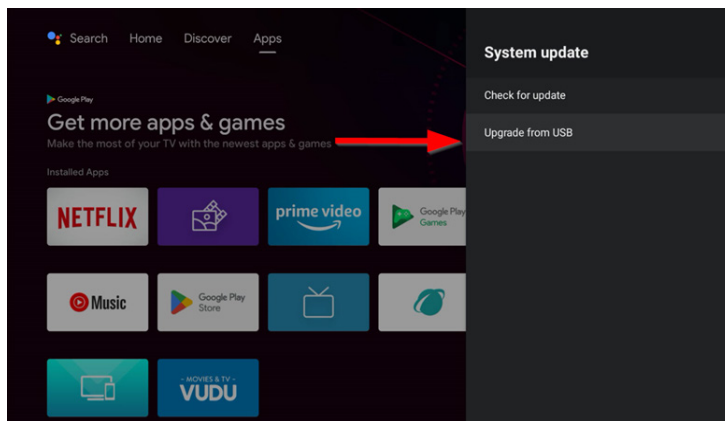 Search Home Discover Apps
Google Play
Get more apps & games
Make the most of your TV with the newest apps & games
Installed Apps
NETFLIX
prime video
Google Play
Games
Music
Google Play
Store
- MOVIES & TV -
VUDU
System update
Check for update
Upgrade from USB